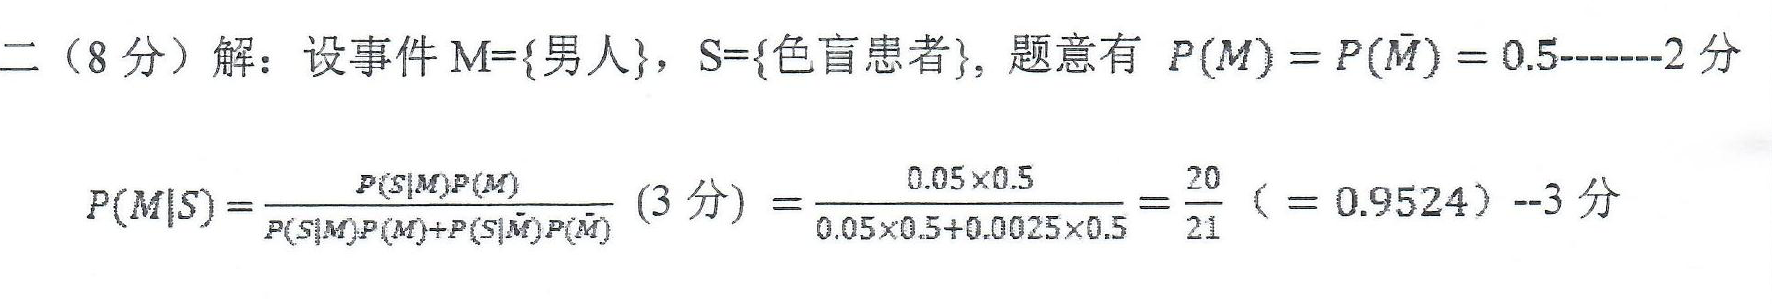 二（8 分）解：设事件 M={男人}，S={色盲患者}, 题意有 P(M) = P(M̄) = 0.5-------2 分
P(M|S) = P(S|M)P(M) / P(S|M)P(M)+P(S|M̄)P(M̄) (3 分) = 0.05×0.5 / 0.05×0.5+0.0025×0.5 = 20/21（ = 0.9524）--3 分